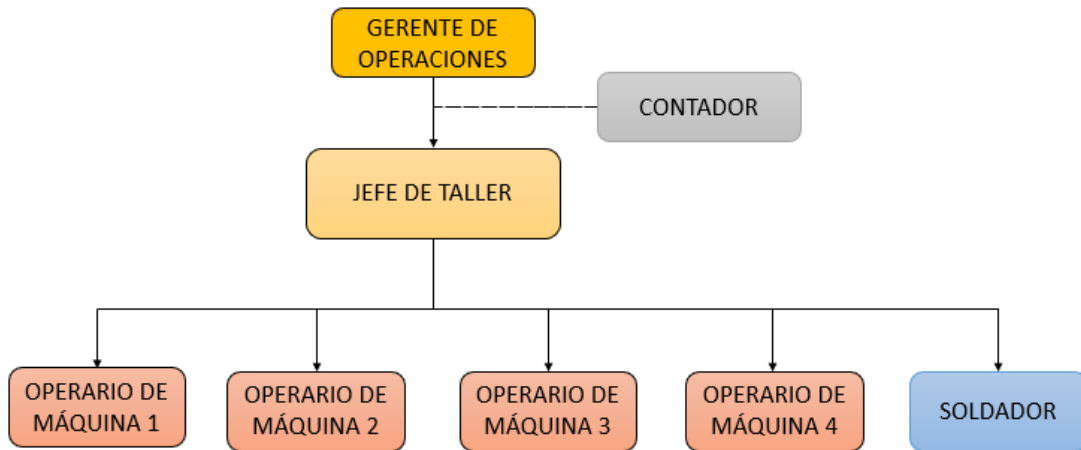 GERENTE DE
OPERACIONES
CONTADOR
JEFE DE TALLER
OPERARIO DE
MÁQUINA 1
OPERARIO DE
MÁQUINA 2
OPERARIO DE
MÁQUINA 3
OPERARIO DE
MÁQUINA 4
SOLDADOR